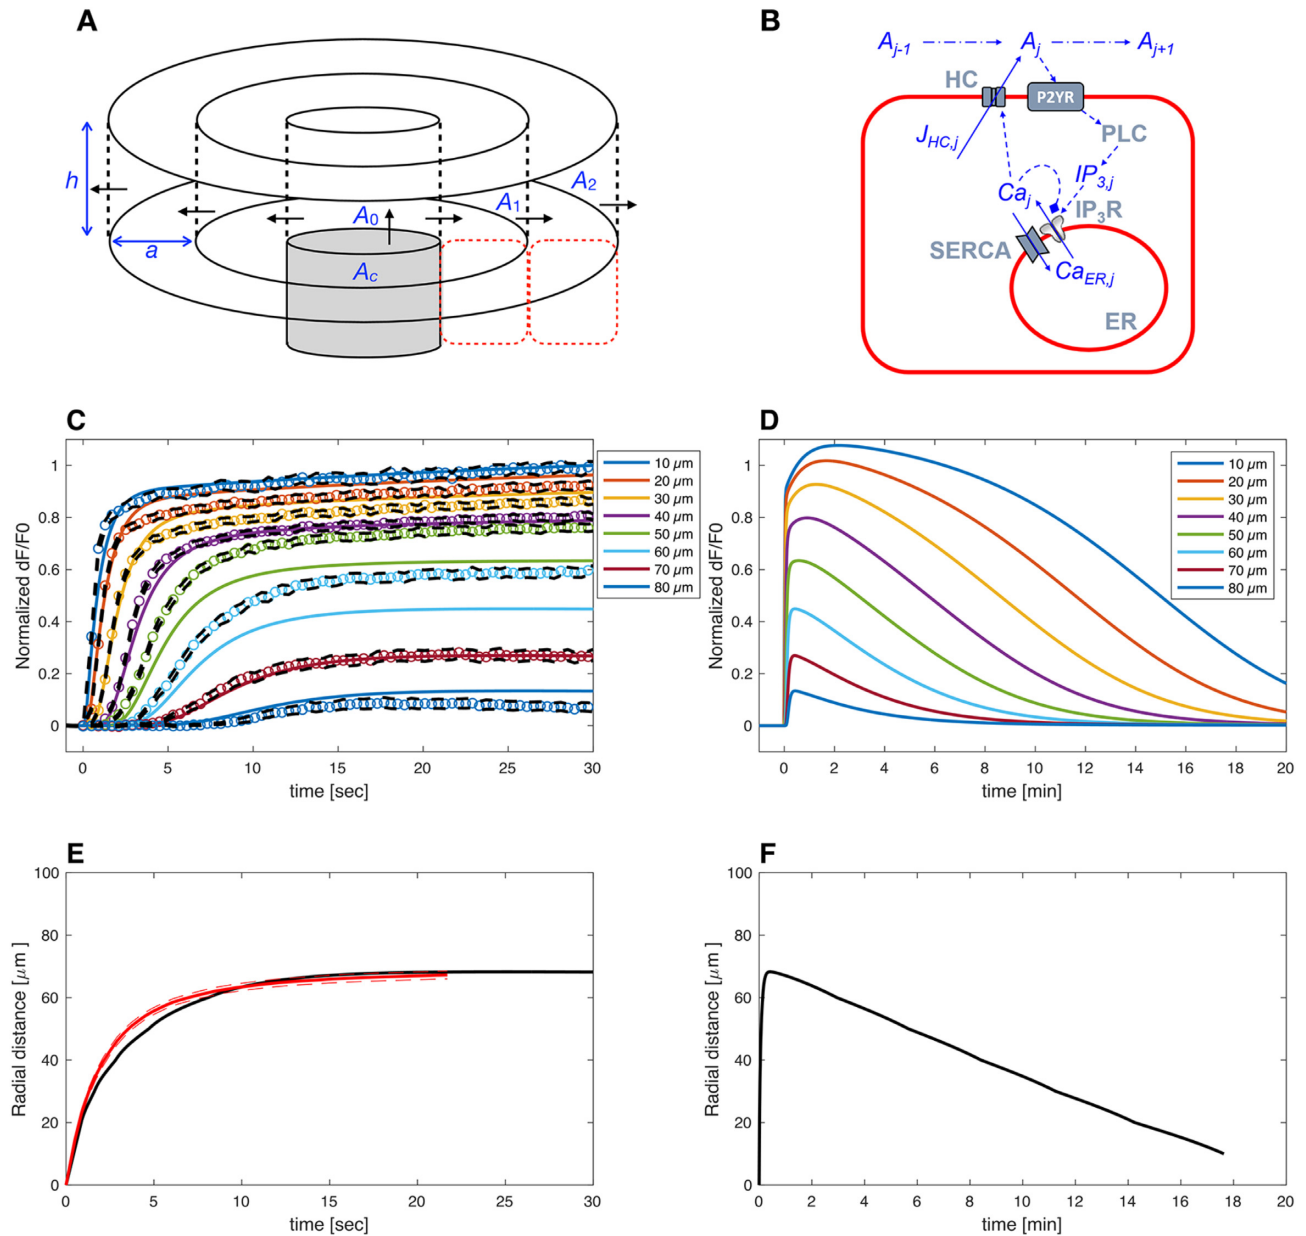 A
h
a
A0
A1
A2
Ac
B
Aj-1
Aj
Aj+1
HC
P2YR
JHC,j
PLC
Caj
IP3,j
IP3R
SERCA
CaER,j
ER
C
Normalized dF/F0
1
0.8
0.6
0.4
0.2
0
0 5 10 15 20 25 30
time [sec]
10 µm
20 µm
30 µm
40 µm
50 µm
60 µm
70 µm
80 µm
D
Normalized dF/F0
1
0.8
0.6
0.4
0.2
0
0 2 4 6 8 10 12 14 16 18 20
time [min]
10 µm
20 µm
30 µm
40 µm
50 µm
60 µm
70 µm
80 µm
E
Radial distance [µm ]
100
80
60
40
20
0
0 5 10 15 20 25 30
time [sec]
F
Radial distance [µm]
100
80
60
40
20
0
0 2 4 6 8 10 12 14 16 18 20
time [min]